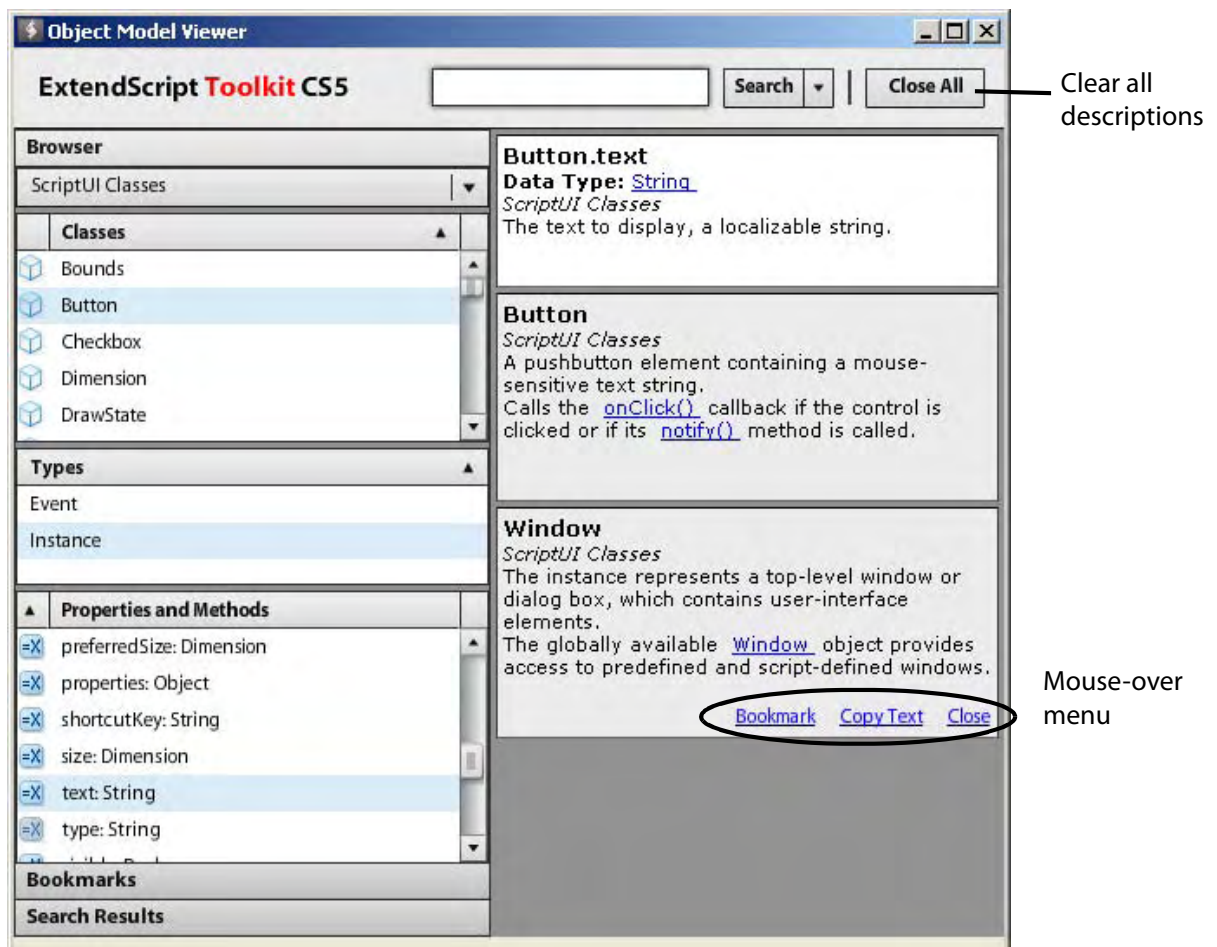 Object Model Viewer
ExtendScript Toolkit CS5
Search
Close All
Clear all
descriptions
Browser
ScriptUI Classes
Classes
Bounds
Button
Checkbox
Dimension
DrawState
Types
Event
Instance
Properties and Methods
preferredSize: Dimension
properties: Object
shortcutKey: String
size: Dimension
text: String
type: String
Bookmarks
Search Results
Button.text
Data Type: String
ScriptUI Classes
The text to display, a localizable string.
Button
ScriptUI Classes
A pushbutton element containing a mouse-
sensitive text string.
Calls the onClick() callback if the control is
clicked or if its notify() method is called.
Window
ScriptUI Classes
The instance represents a top-level window or
dialog box, which contains user-interface
elements.
The globally available Window object provides
access to predefined and script-defined windows.
Bookmark Copy Text Close
Mouse-over
menu